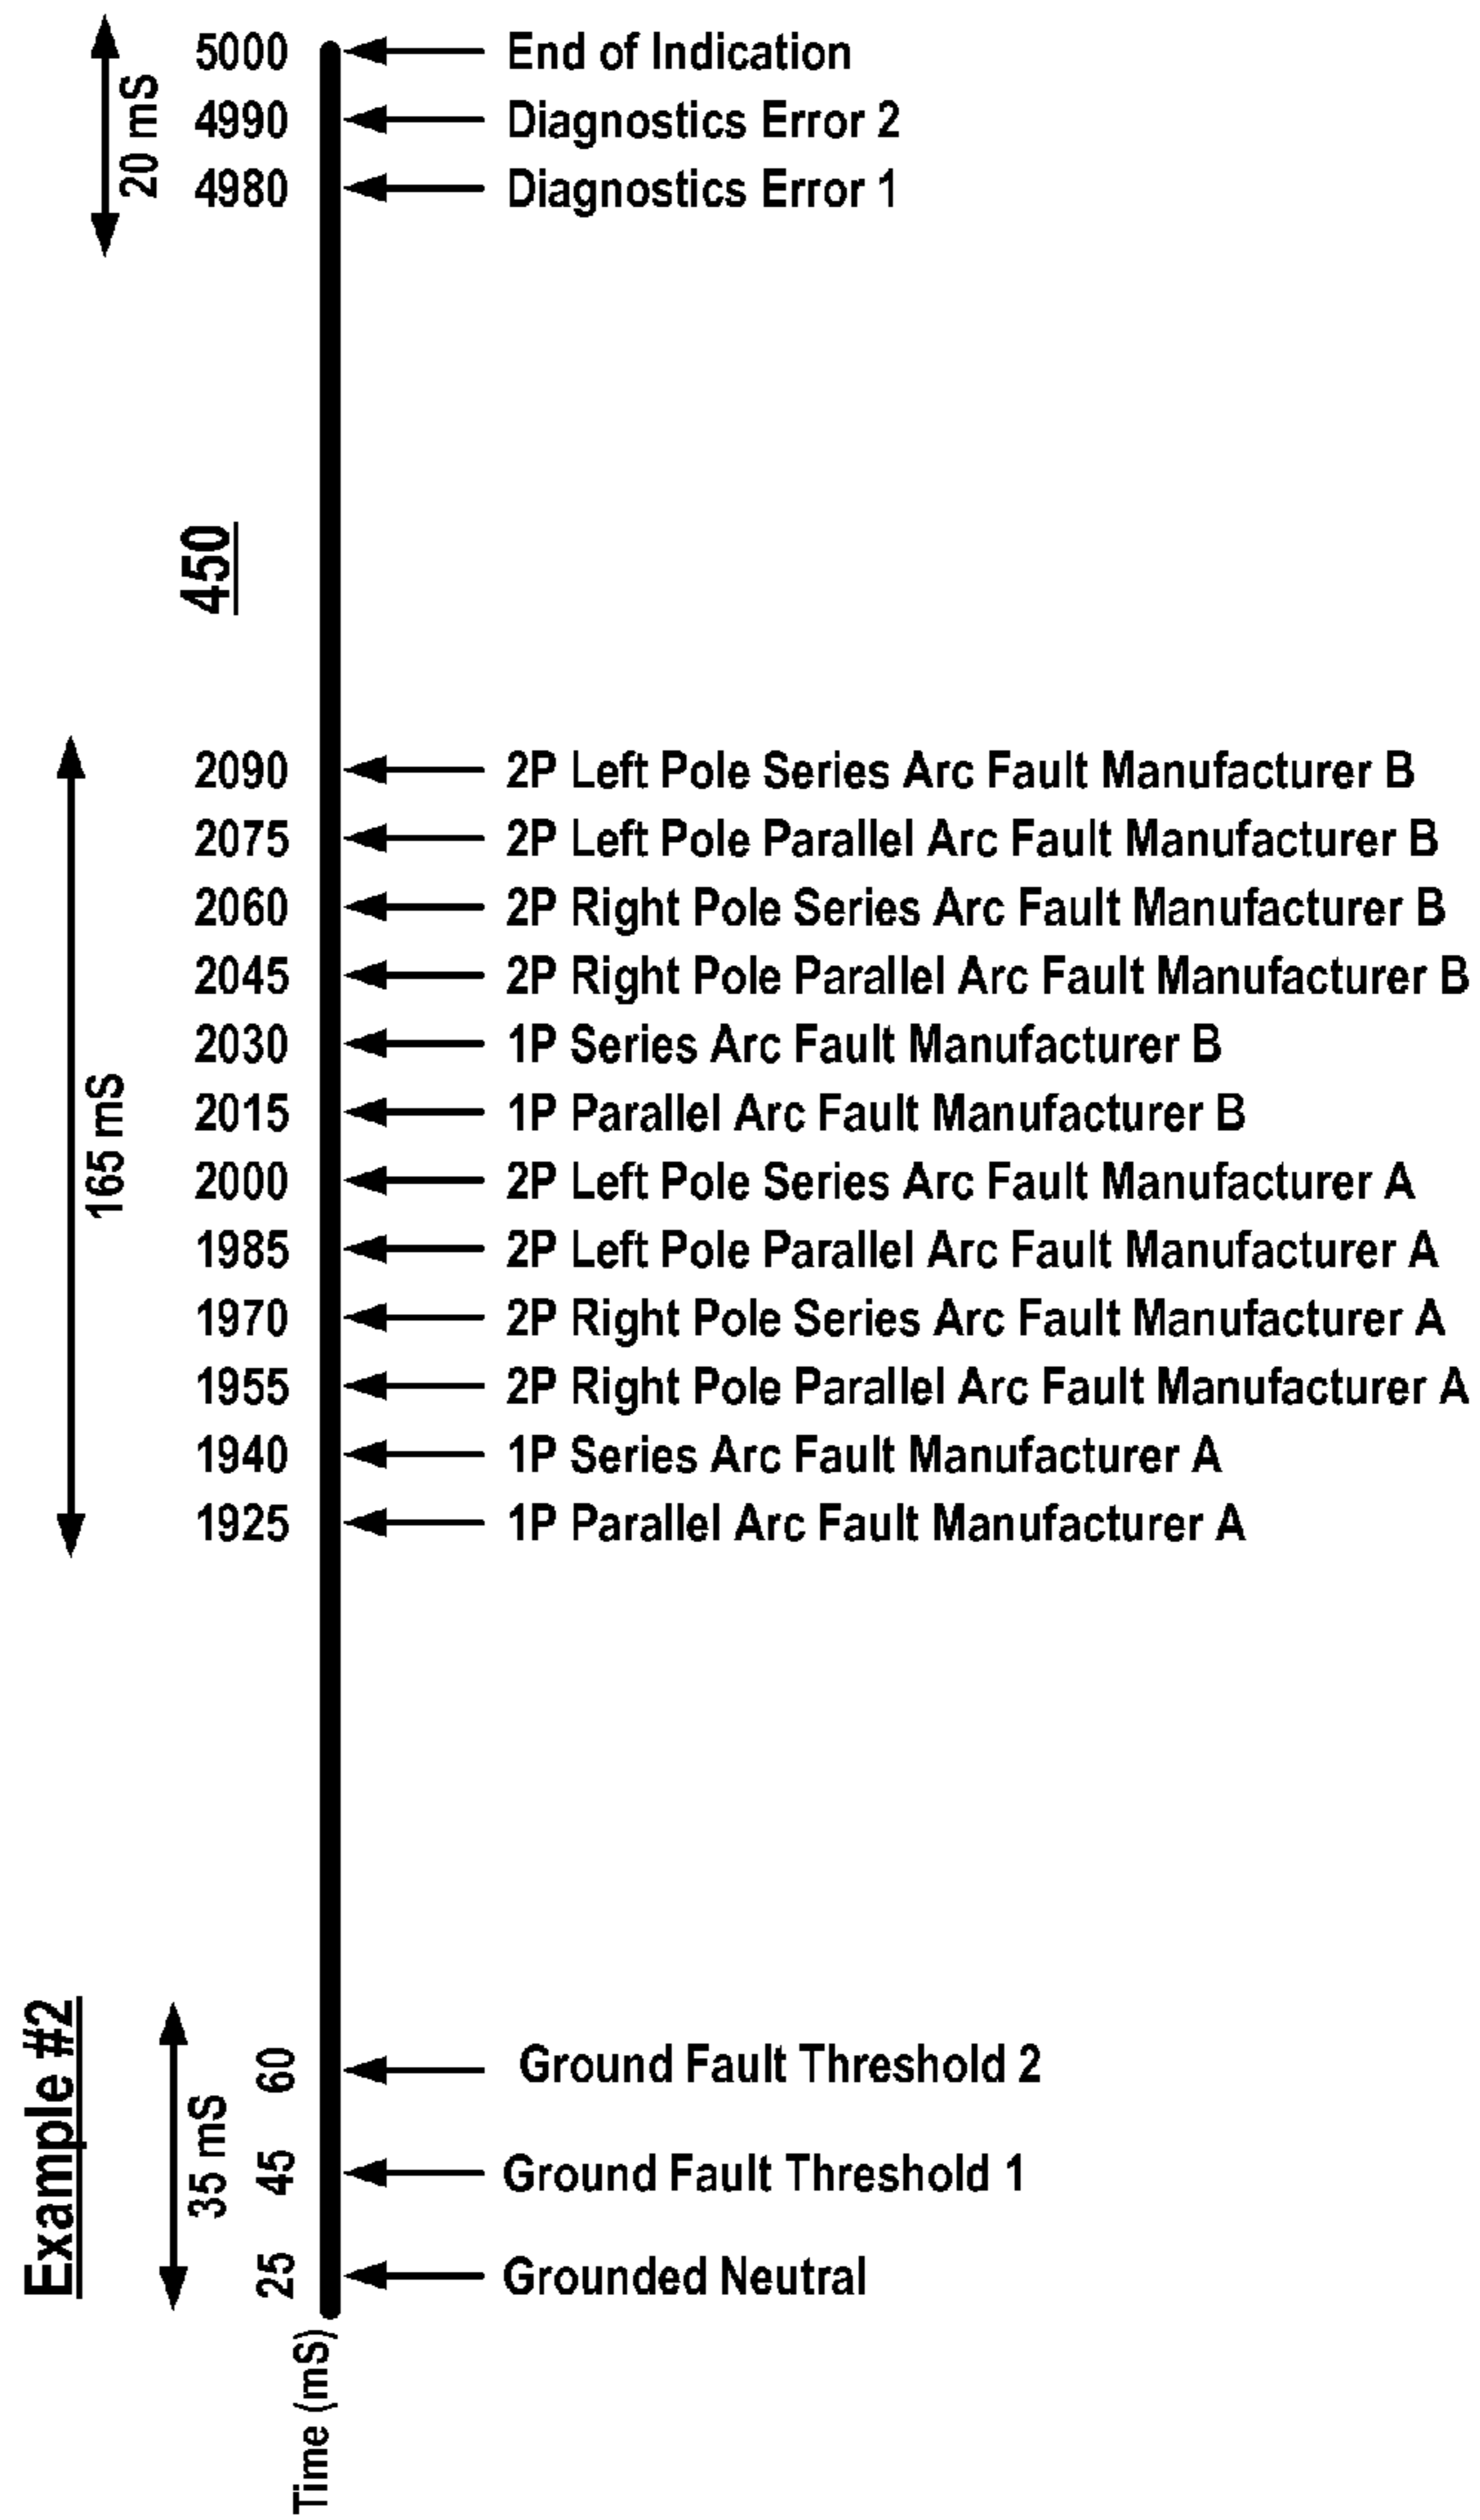 5000 End of Indication
4990 Diagnostics Error 2
4980 Diagnostics Error 1
20 mS
450
2090 2P Left Pole Series Arc Fault Manufacturer B
2075 2P Left Pole Parallel Arc Fault Manufacturer B
2060 2P Right Pole Series Arc Fault Manufacturer B
2045 2P Right Pole Parallel Arc Fault Manufacturer B
2030 1P Series Arc Fault Manufacturer B
2015 1P Parallel Arc Fault Manufacturer B
2000 2P Left Pole Series Arc Fault Manufacturer A
1985 2P Left Pole Parallel Arc Fault Manufacturer A
1970 2P Right Pole Series Arc Fault Manufacturer A
1955 2P Right Pole Parallel Arc Fault Manufacturer A
1940 1P Series Arc Fault Manufacturer A
1925 1P Parallel Arc Fault Manufacturer A
165 mS
Example #2
60 Ground Fault Threshold 2
45 Ground Fault Threshold 1
25 Grounded Neutral
35 mS
Time (mS)